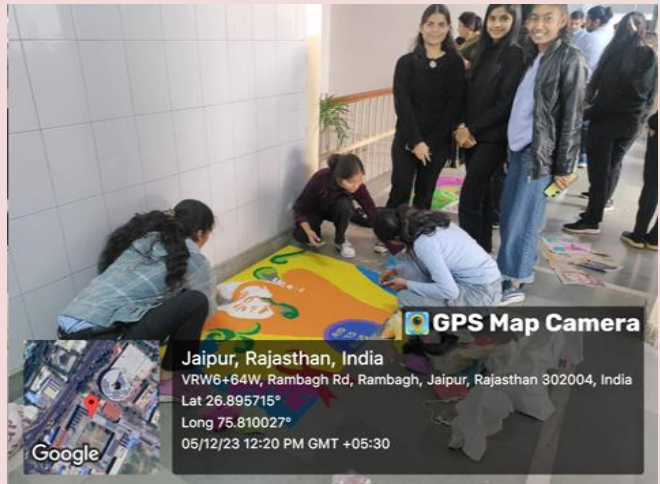 GPS Map Camera
Jaipur, Rajasthan, India
VRW6+64W, Rambagh Rd, Rambagh, Jaipur, Rajasthan 302004, India
Lat 26.895715°
Long 75.810027°
05/12/23 12:20 PM GMT +05:30
Google